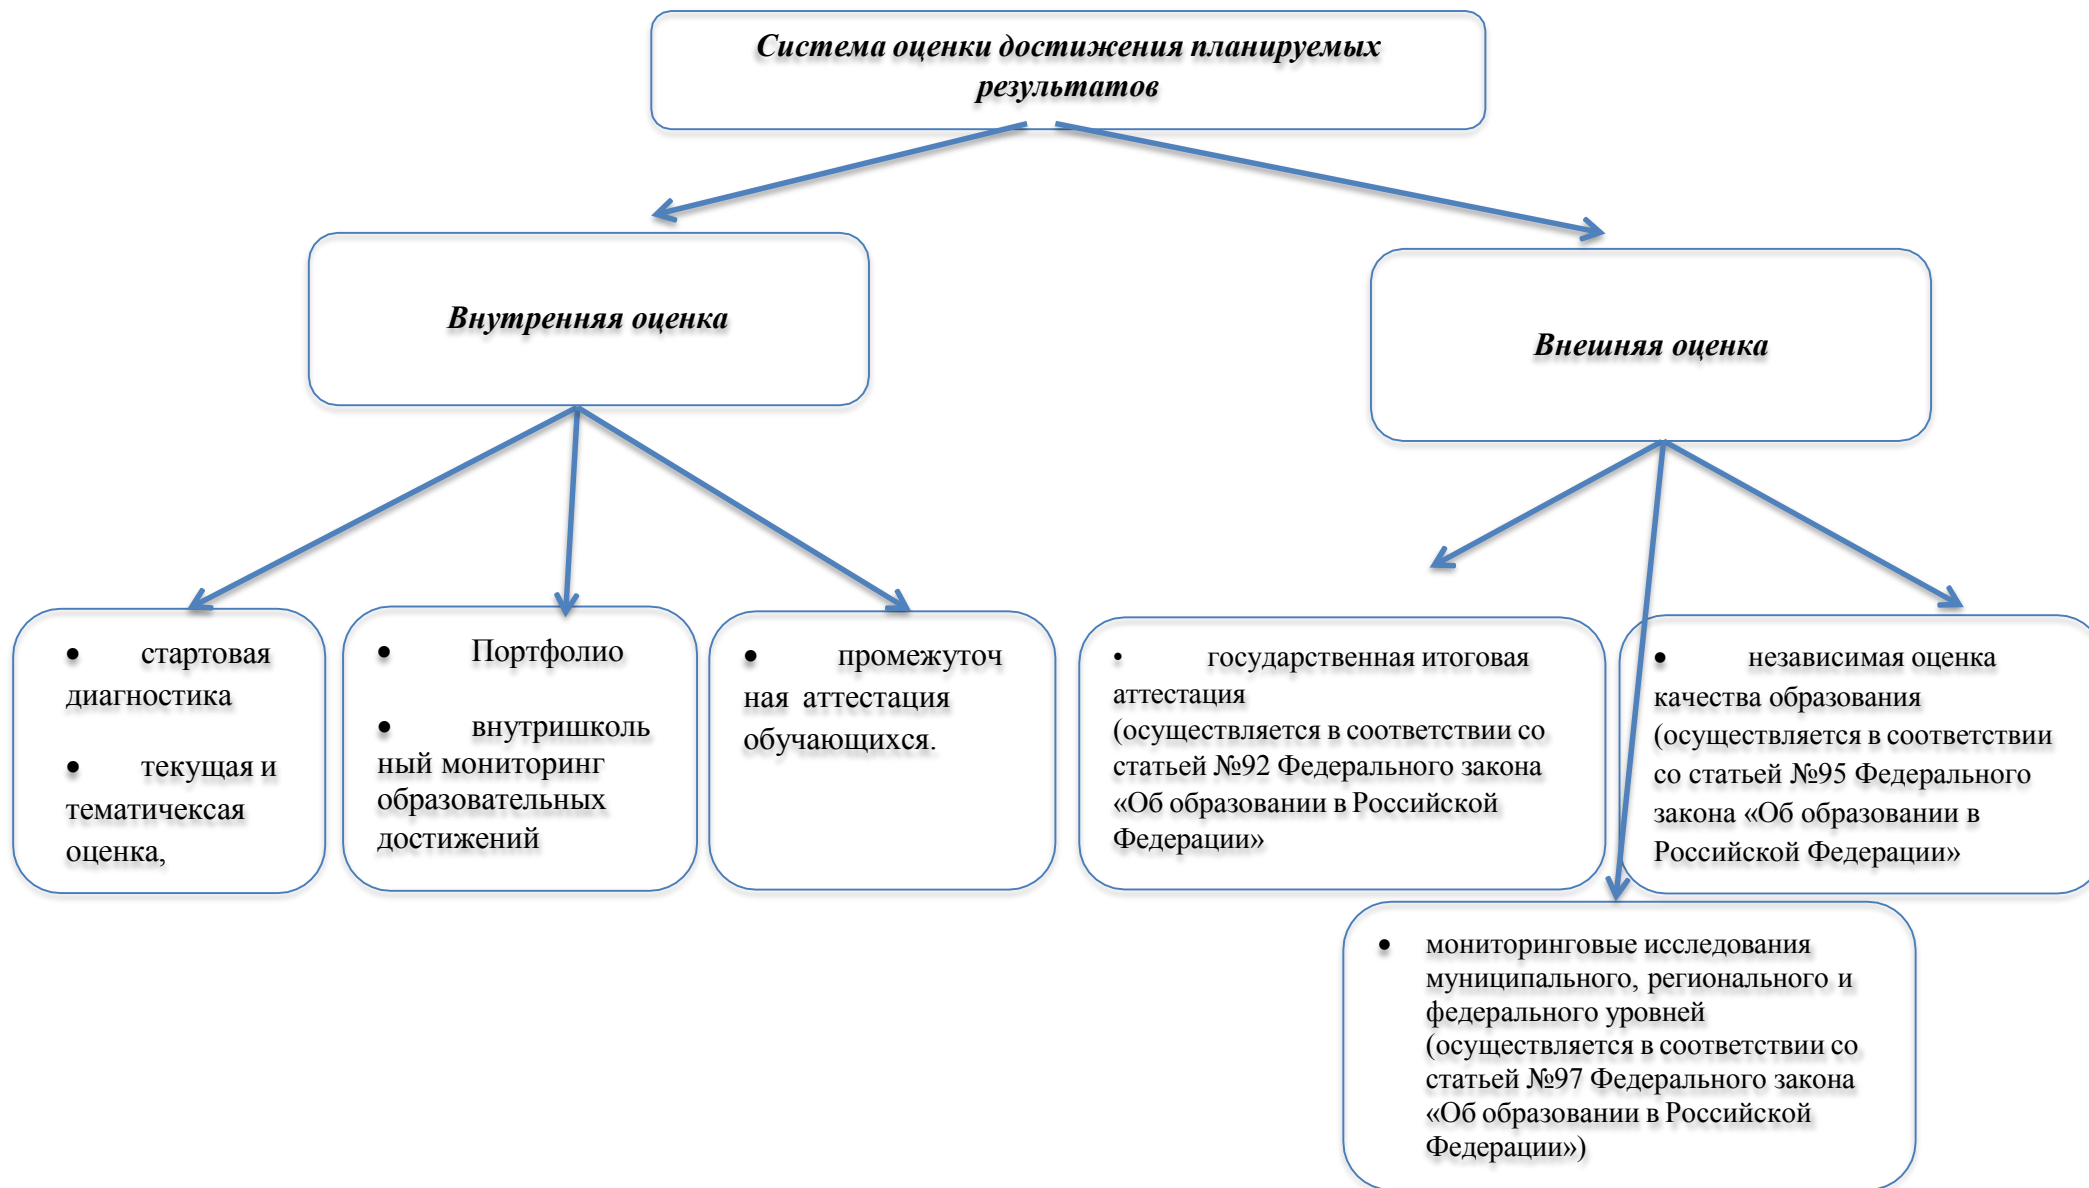 Система оценки достижения планируемых
результатов
Внутренняя оценка
Внешняя оценка
• стартовая
диагностика
• текущая и
тематичексая
оценка,
• Портфолио
• внутришколь
ный мониторинг
образовательных
достижений
• промежуточ
ная аттестация
обучающихся.
• государственная итоговая
аттестация
(осуществляется в соответствии со
статьей №92 Федерального закона
«Об образовании в Российской
Федерации»
• независимая оценка
качества образования
(осуществляется в соответствии
со статьей №95 Федерального
закона «Об образовании в
Российской Федерации»
• мониторинговые исследования
муниципального, регионального и
федерального уровней
(осуществляется в соответствии со
статьей №97 Федерального закона
«Об образовании в Российской
Федерации»)